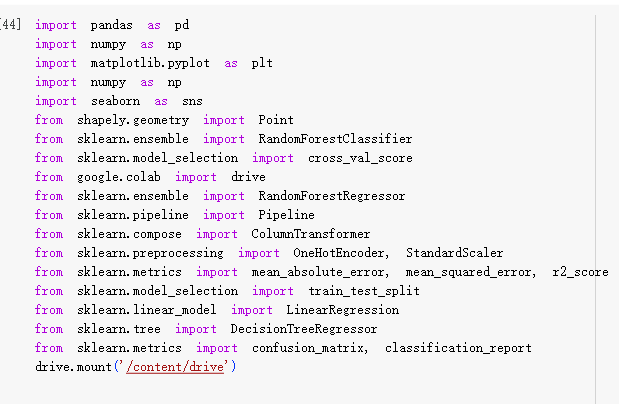 [44] import pandas as pd
import numpy as np
import matplotlib.pyplot as plt
import numpy as np
import seaborn as sns
from shapely.geometry import Point
from sklearn.ensemble import RandomForestClassifier
from sklearn.model_selection import cross_val_score
from google.colab import drive
from sklearn.ensemble import RandomForestRegressor
from sklearn.pipeline import Pipeline
from sklearn.compose import ColumnTransformer
from sklearn.preprocessing import OneHotEncoder, StandardScaler
from sklearn.metrics import mean_absolute_error, mean_squared_error, r2_score
from sklearn.model_selection import train_test_split
from sklearn.linear_model import LinearRegression
from sklearn.tree import DecisionTreeRegressor
from sklearn.metrics import confusion_matrix, classification_report
drive.mount('/content/drive')